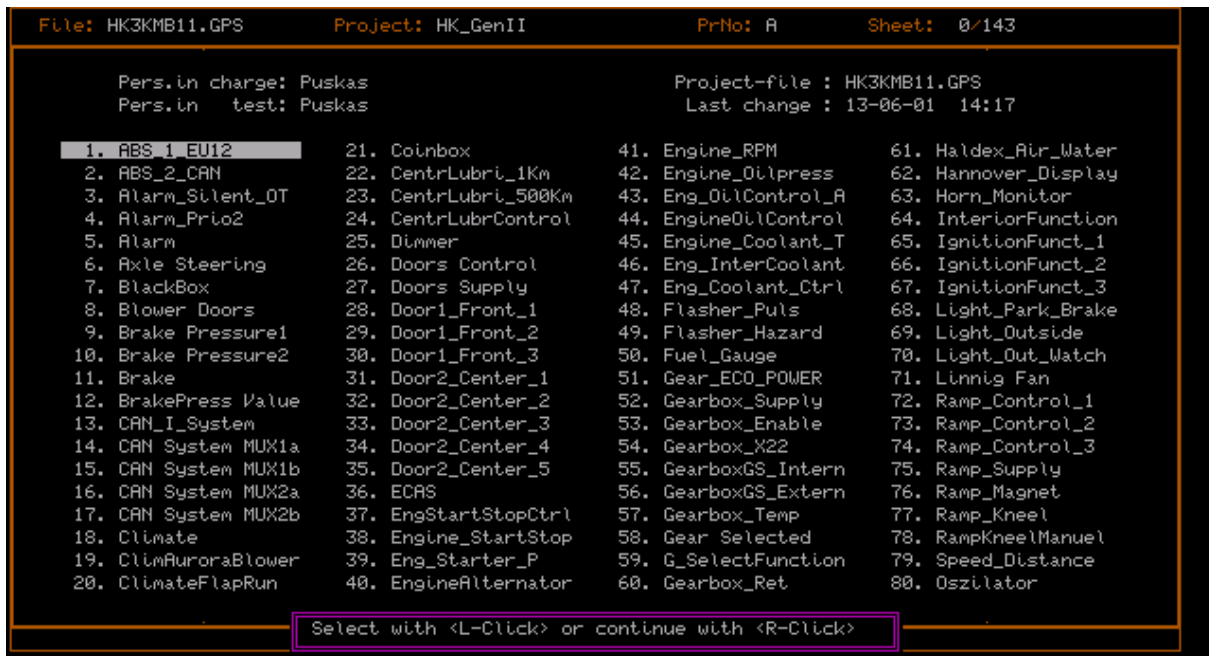 File: HK3KMB11.GPS Project: HK_GenII PrNo: A Sheet: 0/143
Pers.in charge: Puskas Project-file : HK3KMB11.GPS
Pers.in test: Puskas Last change : 13-06-01 14:17
1. ABS_1_EU12 21. Coinbox 41. Engine_RPM 61. Haldex_Air_Water
2. ABS_2_CAN 22. CentrLubri_1Km 42. Engine_Oilpress 62. Hannover_Display
3. Alarm_Silent_OT 23. CentrLubri_500Km 43. Eng_OilControl_A 63. Horn_Monitor
4. Alarm_Prio2 24. CentrLubrControl 44. EngineOilControl 64. InteriorFunction
5. Alarm 25. Dimmer 45. Engine_Coolant_T 65. IgnitionFunct_1
6. Axle Steering 26. Doors Control 46. Eng_InterCoolant 66. IgnitionFunct_2
7. BlackBox 27. Doors Supply 47. Eng_Coolant_Ctrl 67. IgnitionFunct_3
8. Blower Doors 28. Door1_Front_1 48. Flasher_Puls 68. Light_Park_Brake
9. Brake Pressure1 29. Door1_Front_2 49. Flasher_Hazard 69. Light_Outside
10. Brake Pressure2 30. Door1_Front_3 50. Fuel_Gauge 70. Light_Out_Watch
11. Brake 31. Door2_Center_1 51. Gear_ECO_POWER 71. Linnig Fan
12. BrakePress Value 32. Door2_Center_2 52. Gearbox_Supply 72. Ramp_Control_1
13. CAN_I_System 33. Door2_Center_3 53. Gearbox_Enable 73. Ramp_Control_2
14. CAN System MUX1a 34. Door2_Center_4 54. Gearbox_X22 74. Ramp_Control_3
15. CAN System MUX1b 35. Door2_Center_5 55. GearboxGS_Intern 75. Ramp_Supply
16. CAN System MUX2a 36. ECAS 56. GearboxGS_Extern 76. Ramp_Magnet
17. CAN System MUX2b 37. EngStartStopCtrl 57. Gearbox_Temp 77. Ramp_Kneel
18. Climate 38. Engine_StartStop 58. Gear Selected 78. RampKneelManuel
19. ClimAuroraBlower 39. Eng_Starter_P 59. G_SelectFunction 79. Speed_Distance
20. ClimateFlapRun 40. EngineAlternator 60. Gearbox_Ret 80. Oszilator
Select with <L-Click> or continue with <R-Click>